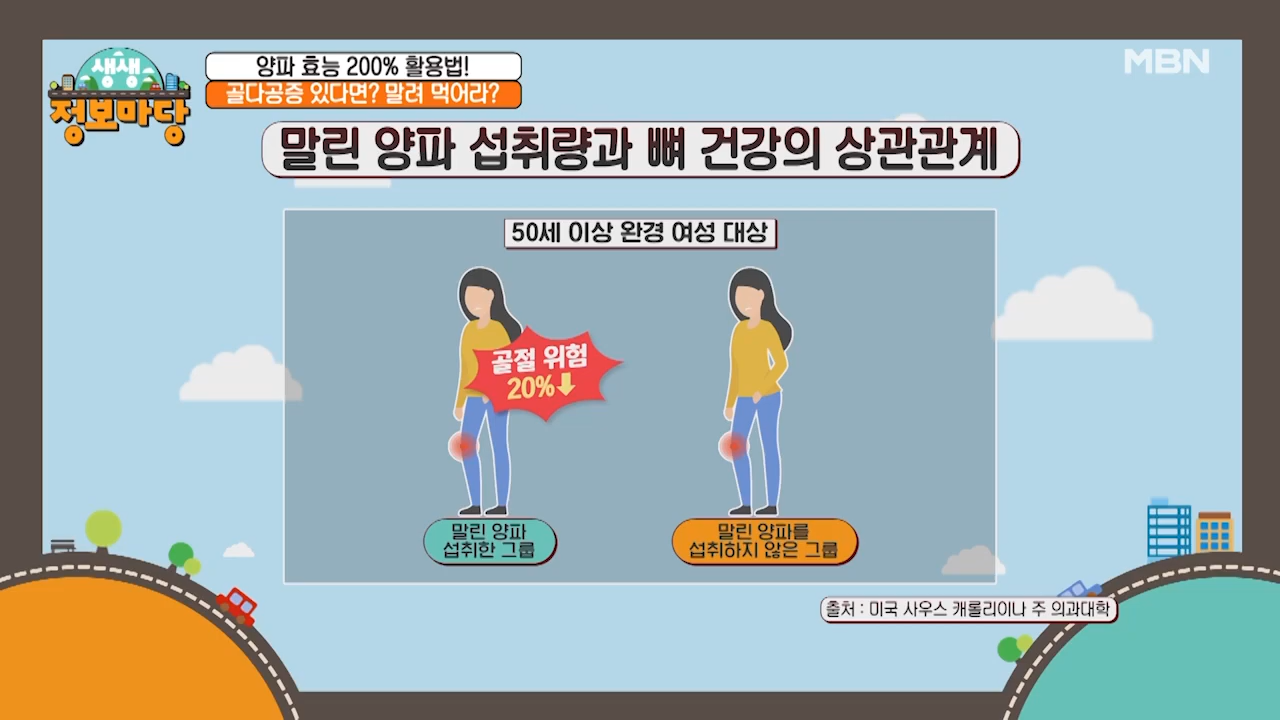 생생
정보마당
양파 효능 200% 활용법!
골다공증 있다면? 말려 먹어라?
MBN
말린 양파 섭취량과 뼈 건강의 상관관계
50세 이상 완경 여성 대상
골절 위험
20%⬇
말린 양파
섭취한 그룹
말린 양파를
섭취하지 않은 그룹
출처 : 미국 사우스 캐롤리이나 주 의과대학